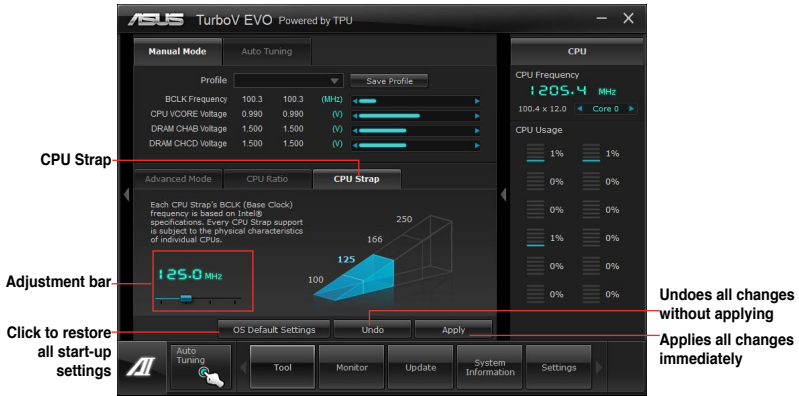 ASUS TurboV EVO Powered by TPU
Manual Mode
Auto Tuning
Profile
Save Profile
BCLK Frequency 100.3 100.3 (MHz)
CPU VCORE Voltage 0.990 0.990 (V)
DRAM CHAB Voltage 1.500 1.500 (V)
DRAM CHCD Voltage 1.500 1.500 (V)
CPU Strap
Advanced Mode
CPU Ratio
CPU Strap
Each CPU Strap's BCLK (Base Clock)
frequency is based on Intel®
specifications. Every CPU Strap support
is subject to the physical characteristics
of individual CPUs.
250
166
125
100
Adjustment bar
125.0 MHz
Click to restore
all start-up
settings
OS Default Settings
Undo
Apply
Undoes all changes
without applying
Applies all changes
immediately
CPU
CPU Frequency
1205.4 MHz
100.4 x 12.0 Core 0
CPU Usage
1% 1%
0% 0%
0% 0%
1% 0%
0% 0%
0% 0%
AI
Auto
Tuning
Tool
Monitor
Update
System
Information
Settings